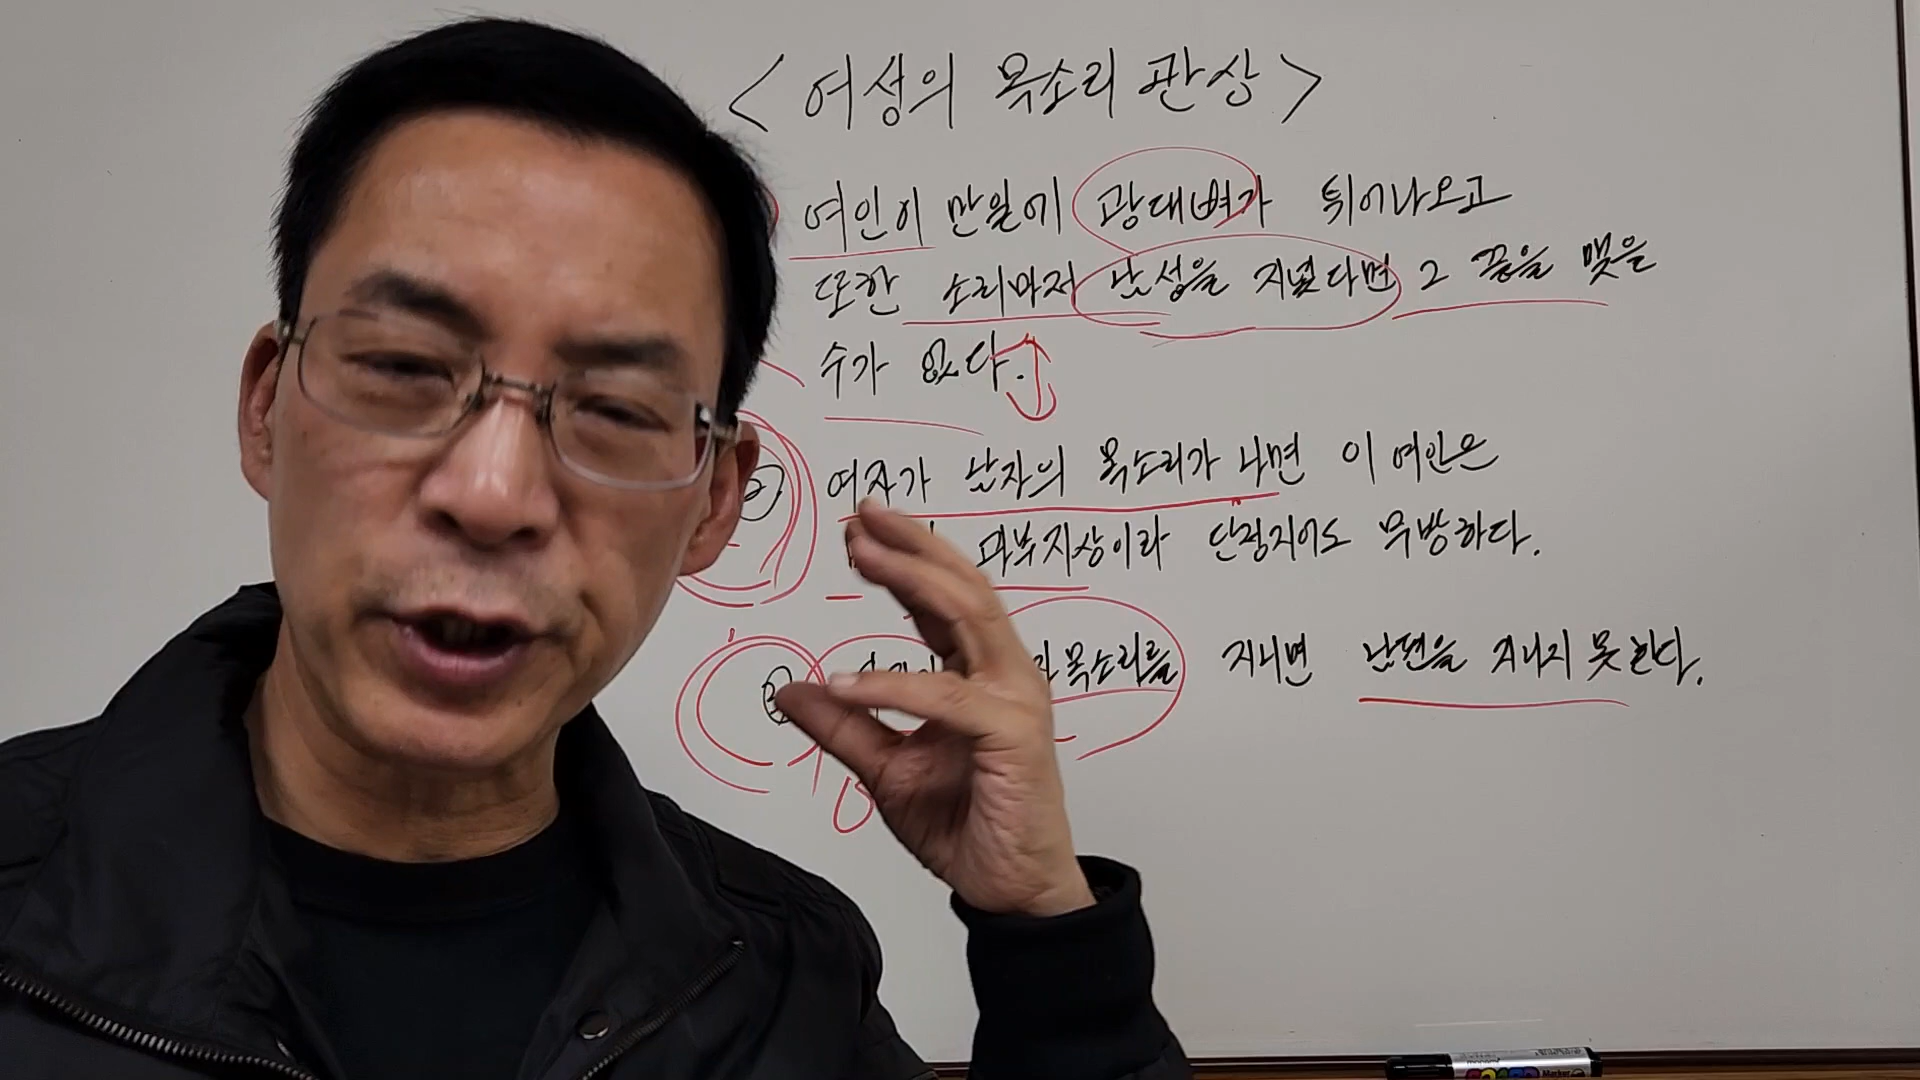 < 여성의 목소리 관상 >
여인이 만일에 광대뼈가 튀어나오고
또한 소리마저 남성을 지녔다면 그 끝을 맺을
수가 없다.
② 여자가 남자의 목소리가 나면 이 여인은
과부지상이라 단정지어도 무방하다.
③ 목소리를 지니면 남편을 지니지 못한다.
Marker